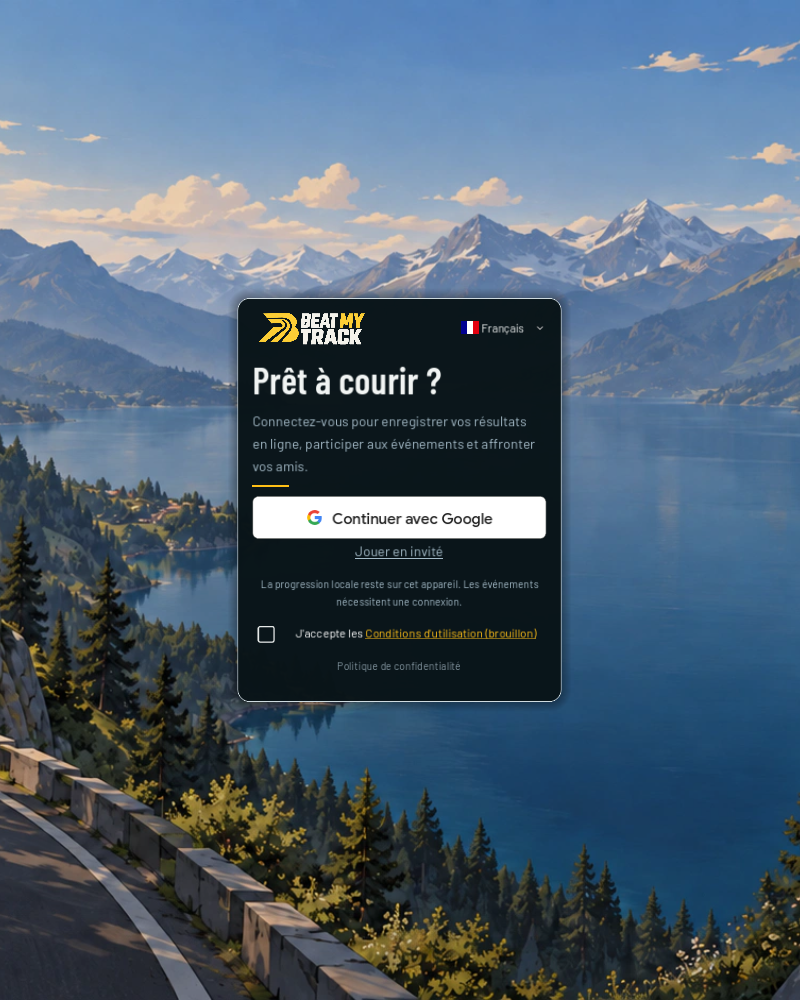 BEAT MY
TRACK
Français
Prêt à courir ?
Connectez-vous pour enregistrer vos résultats
en ligne, participer aux événements et affronter
vos amis.
Continuer avec Google
Jouer en invité
La progression locale reste sur cet appareil. Les événements
nécessitent une connexion.
J'accepte les Conditions d'utilisation (brouillon)
Politique de confidentialité